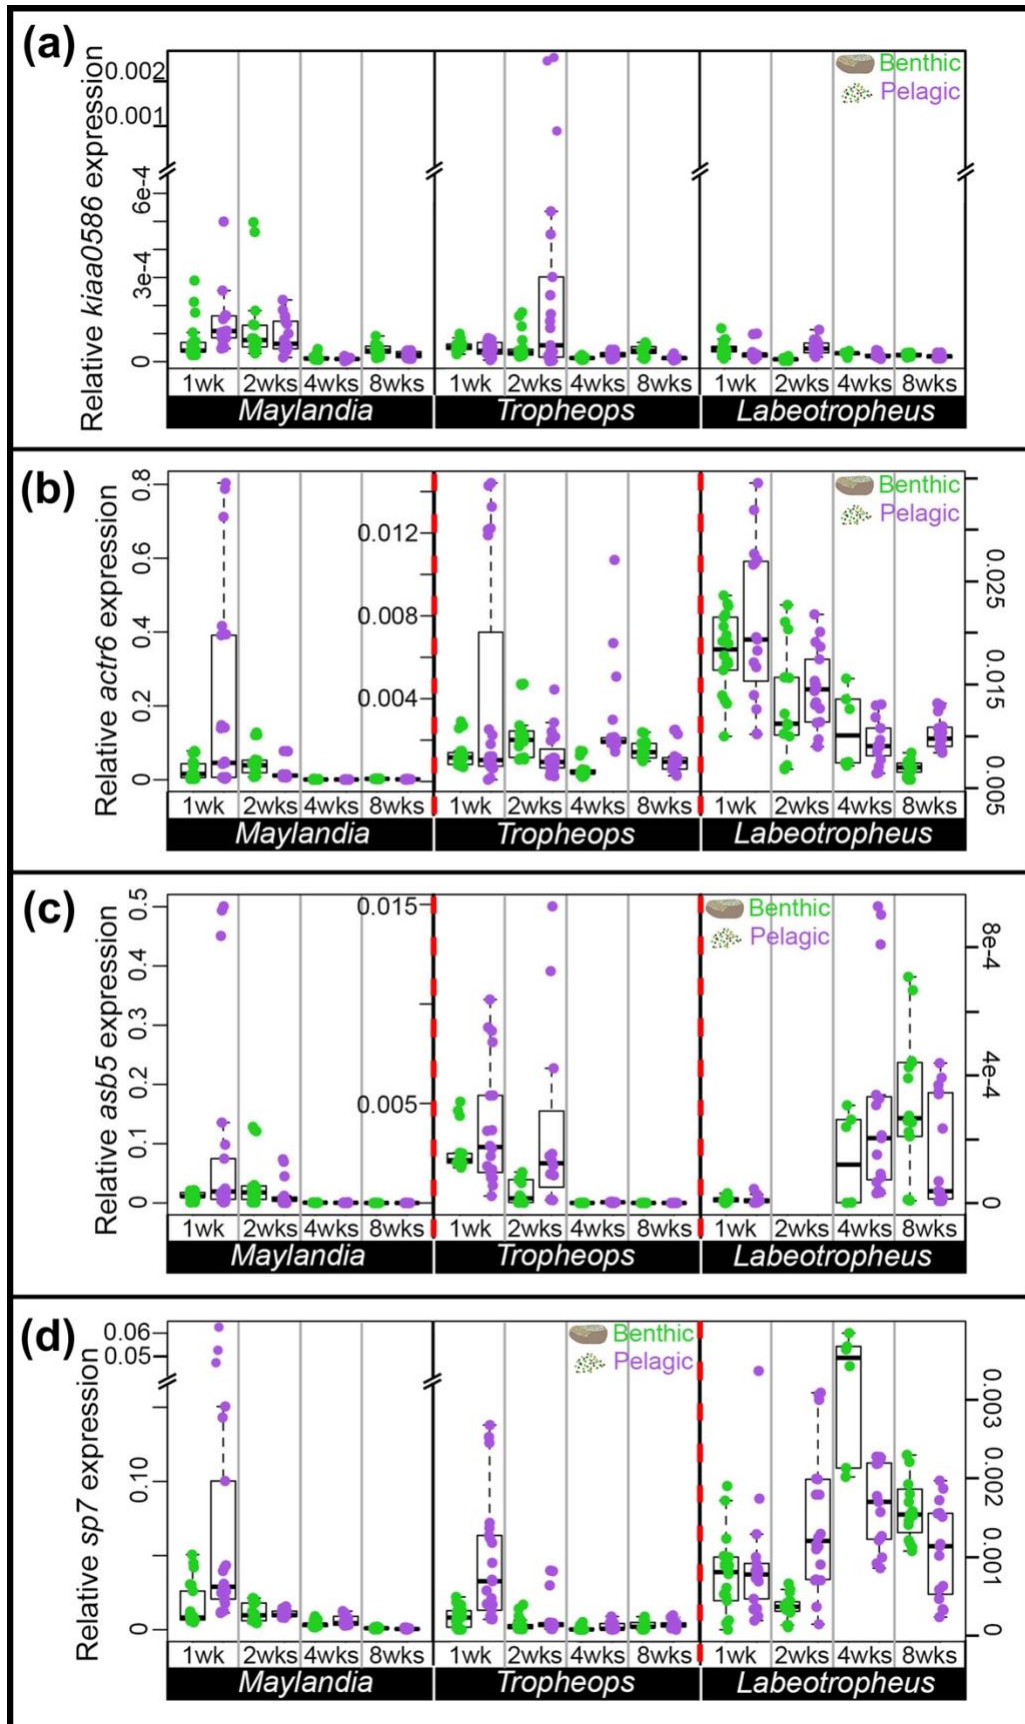 (a)
Relative kiaa0586 expression
0.002
0.001
6e-4
3e-4
0
Benthic
Pelagic
1wk 2wks 4wks 8wks 1wk 2wks 4wks 8wks 1wk 2wks 4wks 8wks
Maylandia Tropheops Labeotropheus
(b)
Relative actr6 expression
0.8
0.6
0.4
0.2
0
0.012
0.008
0.004
Benthic
Pelagic
0.025
0.015
0.005
1wk 2wks 4wks 8wks 1wk 2wks 4wks 8wks 1wk 2wks 4wks 8wks
Maylandia Tropheops Labeotropheus
(c)
Relative asb5 expression
0.5
0.4
0.3
0.2
0.1
0
0.015
0.005
Benthic
Pelagic
8e-4
4e-4
0
1wk 2wks 4wks 8wks 1wk 2wks 4wks 8wks 1wk 2wks 4wks 8wks
Maylandia Tropheops Labeotropheus
(d)
Relative sp7 expression
0.06
0.05
0.10
0
Benthic
Pelagic
0.003
0.002
0.001
0
1wk 2wks 4wks 8wks 1wk 2wks 4wks 8wks 1wk 2wks 4wks 8wks
Maylandia Tropheops Labeotropheus